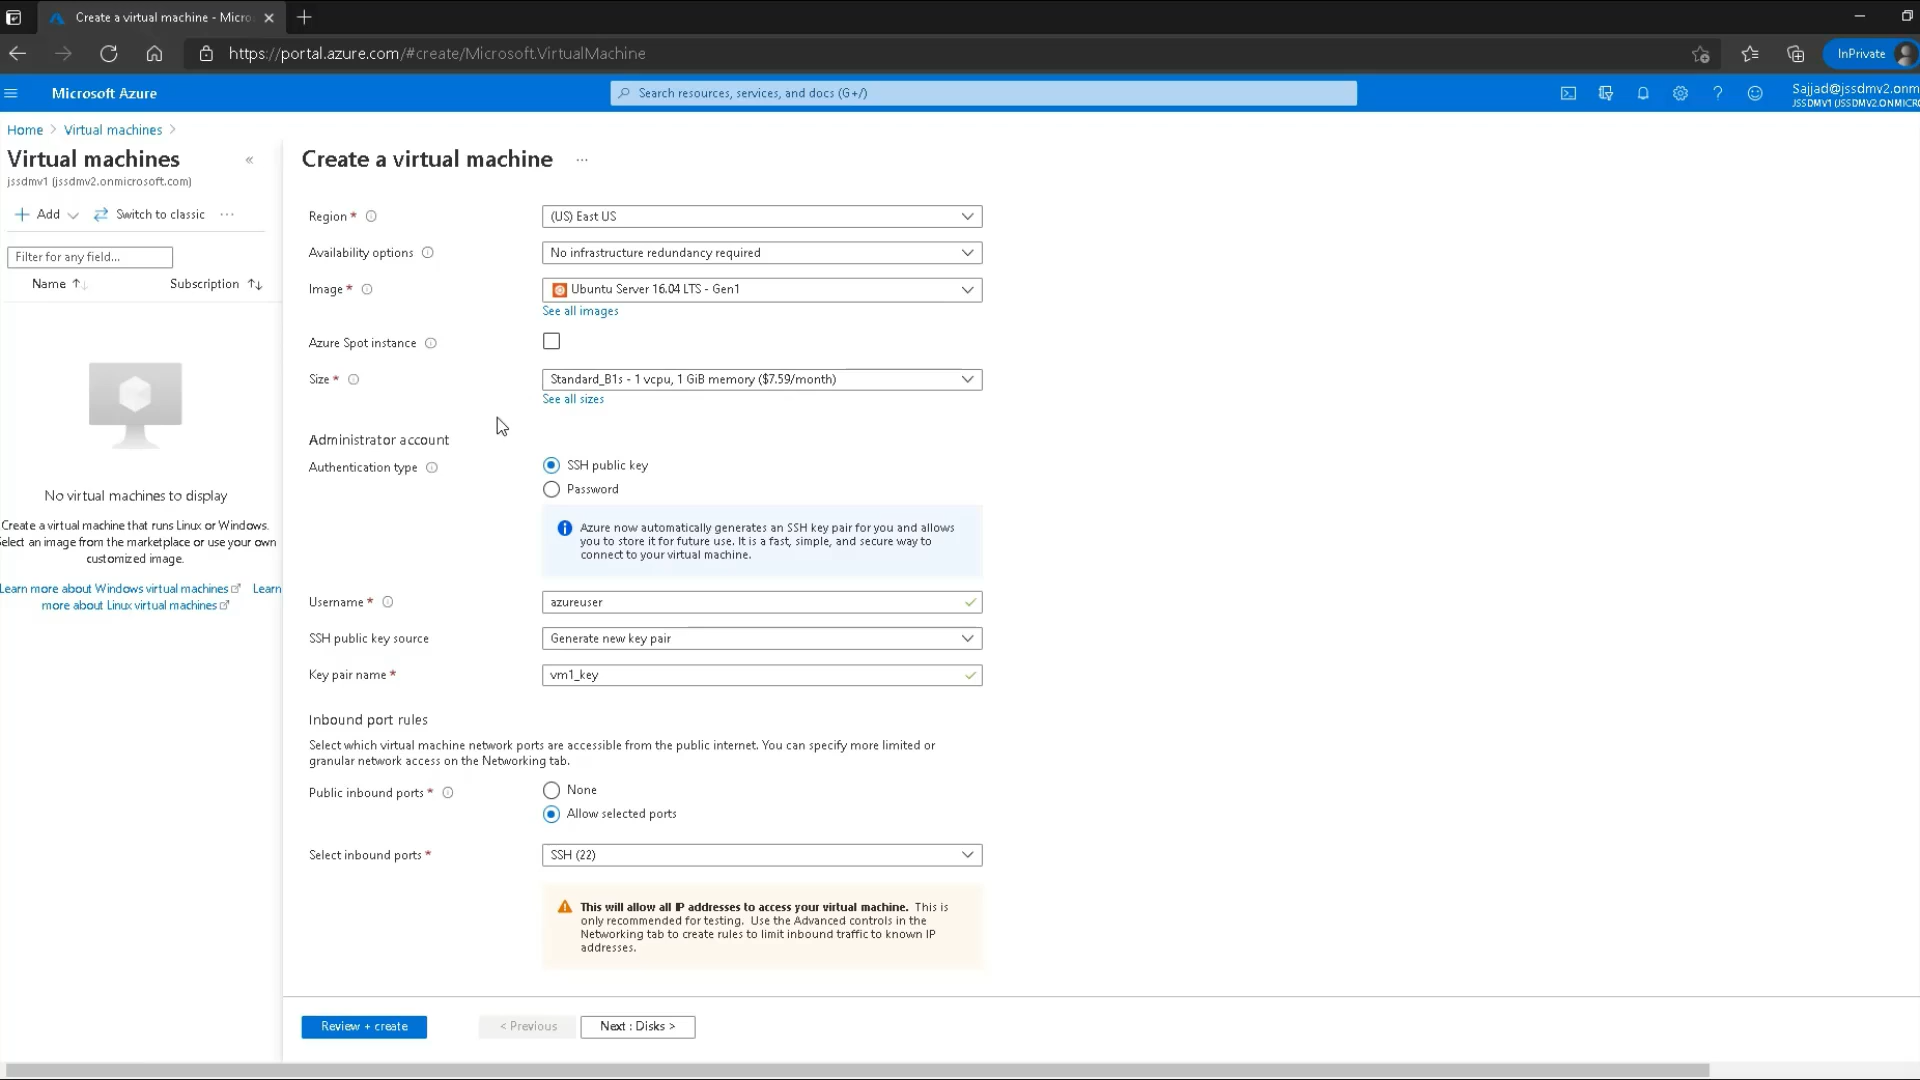 Create a virtual machine - Micro
https://portal.azure.com/#create/Microsoft.VirtualMachine
InPrivate
Microsoft Azure
Search resources, services, and docs (G+/)
Sajjad@jssdmv2.onm
JSSDMV1 (JSSDMV2.ONMICRO
Home > Virtual machines >
Virtual machines «
jssdmv1 (jssdmv2.onmicrosoft.com)
+ Add Switch to classic ...
Filter for any field...
Name ↑↓ Subscription ↑↓
No virtual machines to display
Create a virtual machine that runs Linux or Windows.
Select an image from the marketplace or use your own
customized image.
Learn more about Windows virtual machines Learn
more about Linux virtual machines
Create a virtual machine ...
Region * (US) East US
Availability options No infrastructure redundancy required
Image * Ubuntu Server 16.04 LTS - Gen1
See all images
Azure Spot instance
Size * Standard_B1s - 1 vcpu, 1 GiB memory ($7.59/month)
See all sizes
Administrator account
Authentication type SSH public key
Password
Azure now automatically generates an SSH key pair for you and allows
you to store it for future use. It is a fast, simple, and secure way to
connect to your virtual machine.
Username * azureuser
SSH public key source Generate new key pair
Key pair name * vm1_key
Inbound port rules
Select which virtual machine network ports are accessible from the public internet. You can specify more limited or
granular network access on the Networking tab.
Public inbound ports * None
Allow selected ports
Select inbound ports * SSH (22)
This will allow all IP addresses to access your virtual machine. This is
only recommended for testing. Use the Advanced controls in the
Networking tab to create rules to limit inbound traffic to known IP
addresses.
Review + create < Previous Next : Disks >